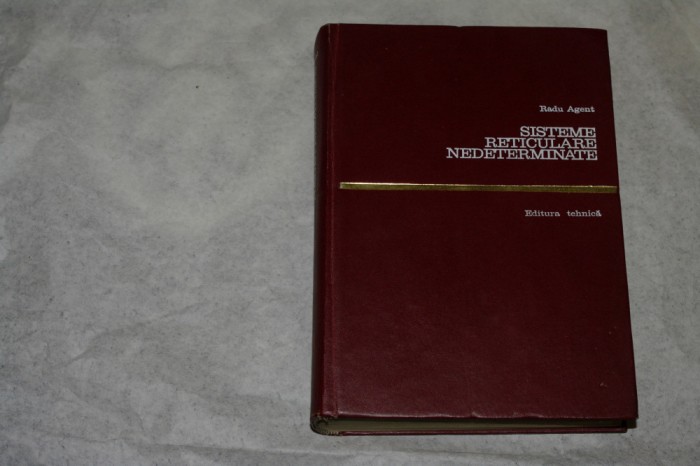 Radu Agent
SISTEME
RETICULARE
NEDETERMINATE
Editura tehnică